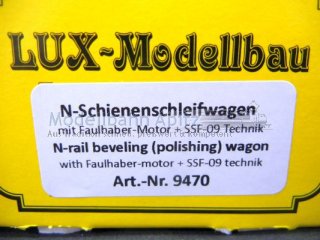 LUX-Modellbau
N-Schienenschleifwagen
mit Faulhaber-Motor + SSF-09 Technik
N-rail beveling (polishing) wagon
with Faulhaber-motor + SSF-09 technik
Art.-Nr. 9470